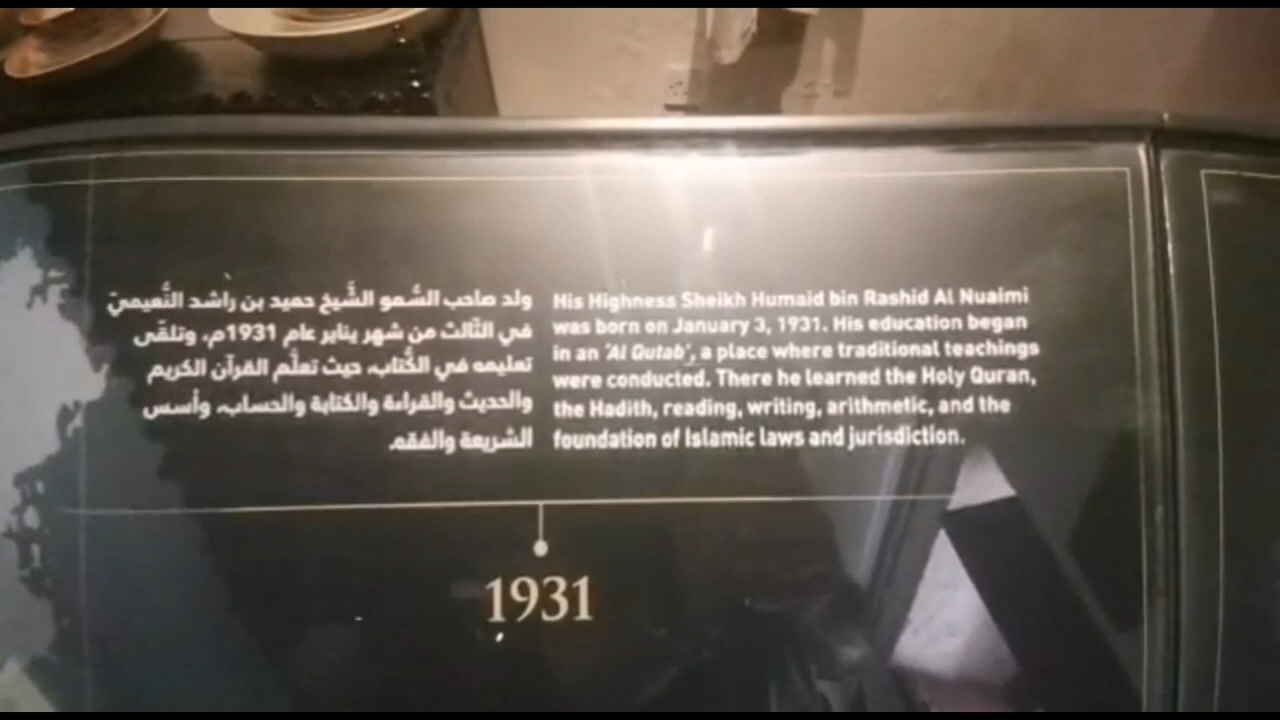 ولد صاحب السُّمو الشَّيخ حميد بن راشد النُّعيميّ
في الثّالث من شهر يناير عام 1931م، وتلقّى
تعليمه في الكُّتاب، حيث تعلَّم القرآن الكريم
والحديث والقراءة والكتابة والحساب، وأسس
الشريعة والفقه.
His Highness Sheikh Humaid bin Rashid Al Nuaimi
was born on January 3, 1931. His education began
in an 'Al Qutab', a place where traditional teachings
were conducted. There he learned the Holy Quran,
the Hadith, reading, writing, arithmetic, and the
foundation of Islamic laws and jurisdiction.
1931